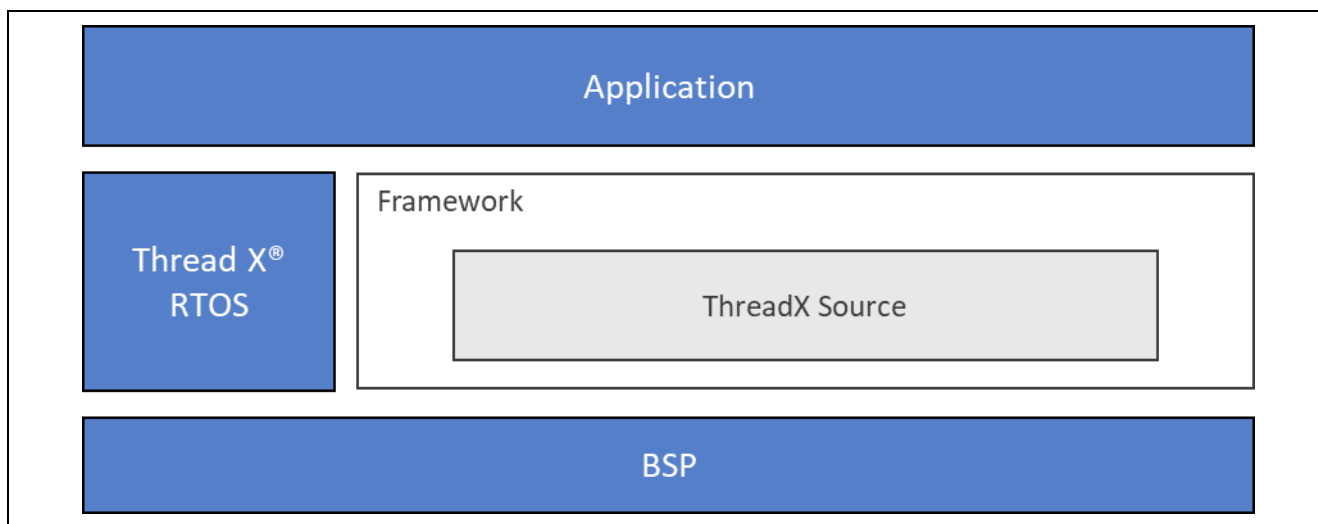 Application
Thread X®
RTOS
Framework
ThreadX Source
BSP